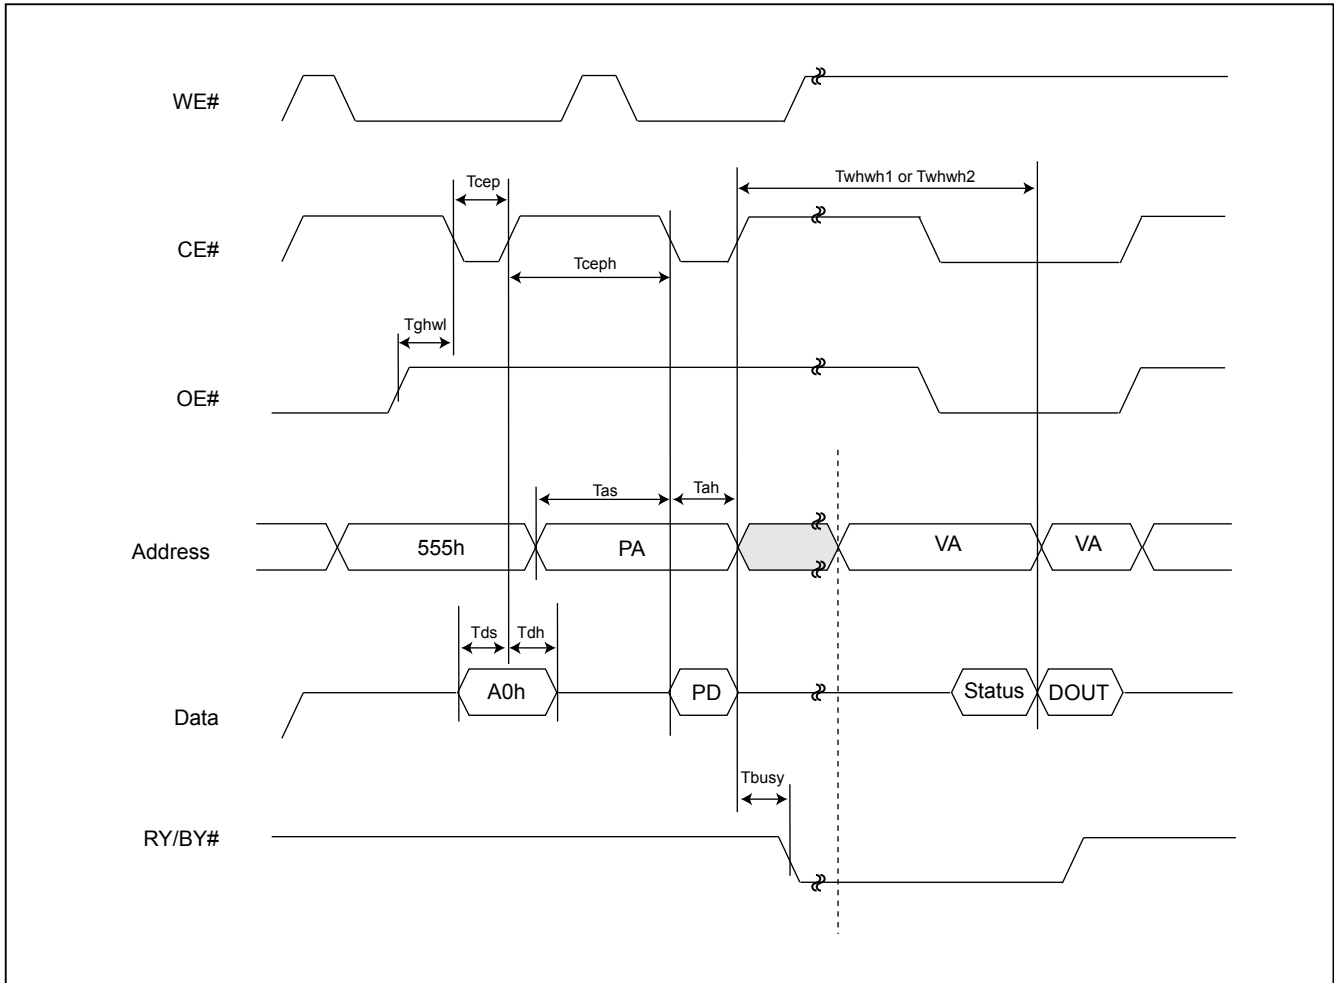 WE#
Tcep
Twhwh1 or Twhwh2
CE#
Tceph
Tghwl
OE#
Tas
Tah
Address
555h
PA
VA
VA
Tds
Tdh
Data
A0h
PD
Status
DOUT
Tbusy
RY/BY#